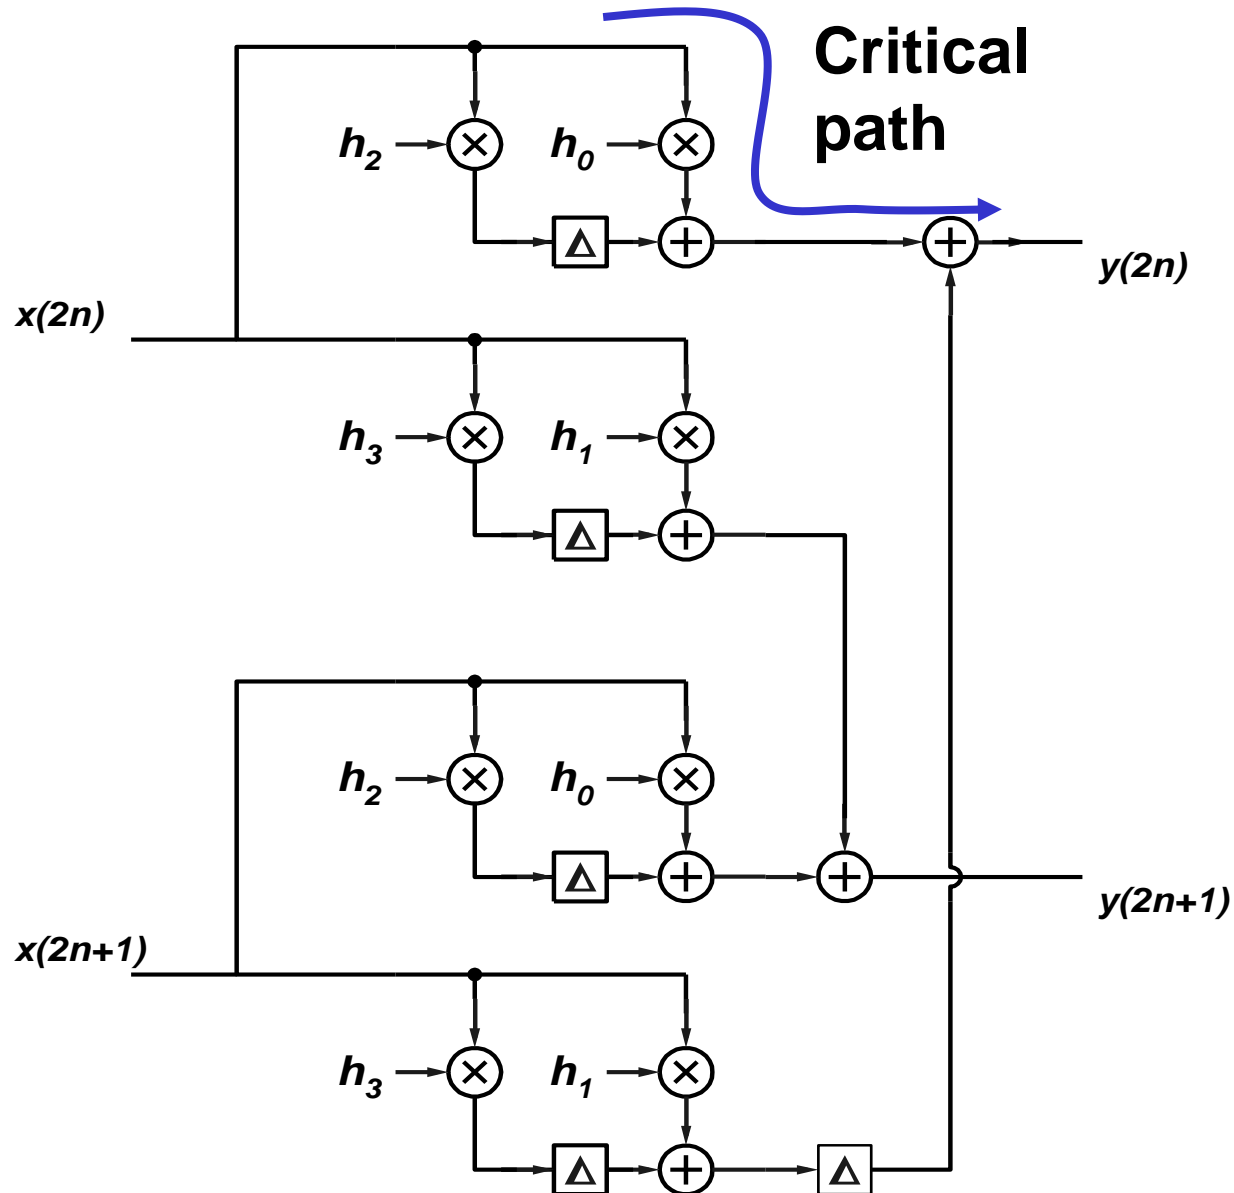 Critical
path
h2 h0
Δ
y(2n)
x(2n)
h3 h1
Δ
h2 h0
Δ
y(2n+1)
x(2n+1)
h3 h1
Δ Δ